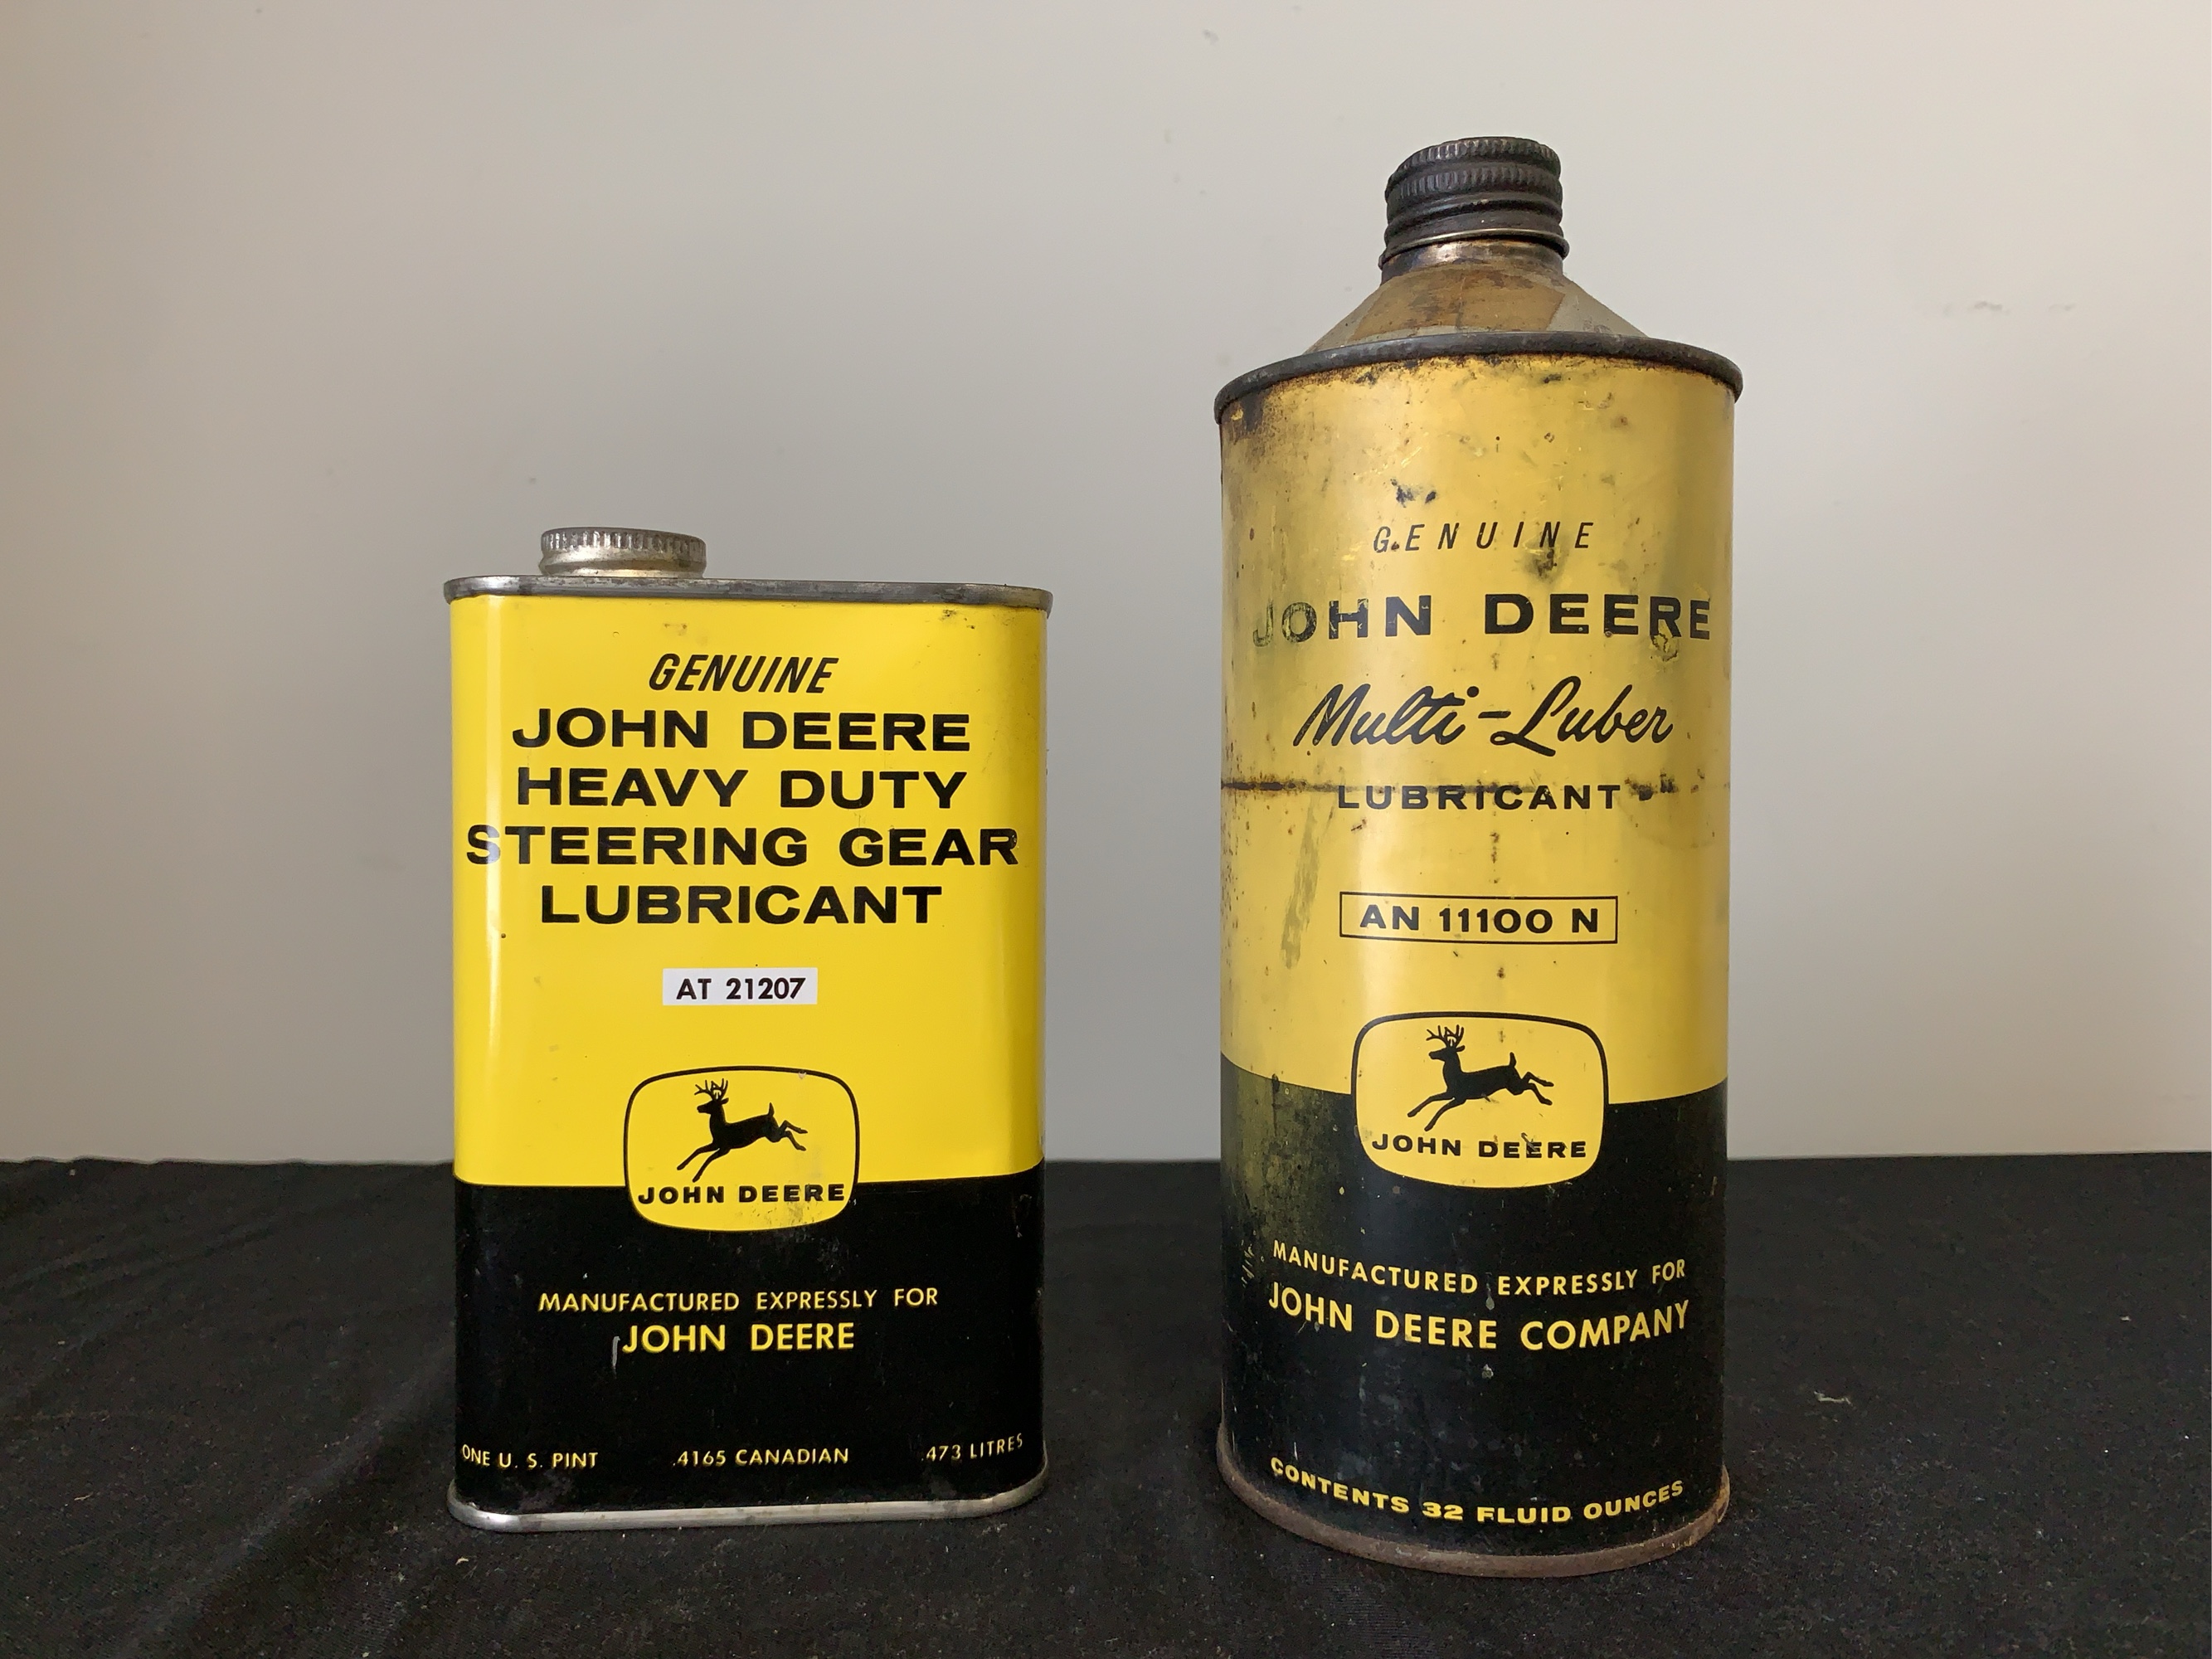 GENUINE
JOHN DEERE
HEAVY DUTY
STEERING GEAR
LUBRICANT
AT 21207
JOHN DEERE
MANUFACTURED EXPRESSLY FOR
JOHN DEERE
ONE U. S. PINT .4165 CANADIAN .473 LITRES
GENUINE
JOHN DEERE
Multi-Luber
LUBRICANT
AN 11100 N
JOHN DEERE
MANUFACTURED EXPRESSLY FOR
JOHN DEERE COMPANY
CONTENTS 32 FLUID OUNCES